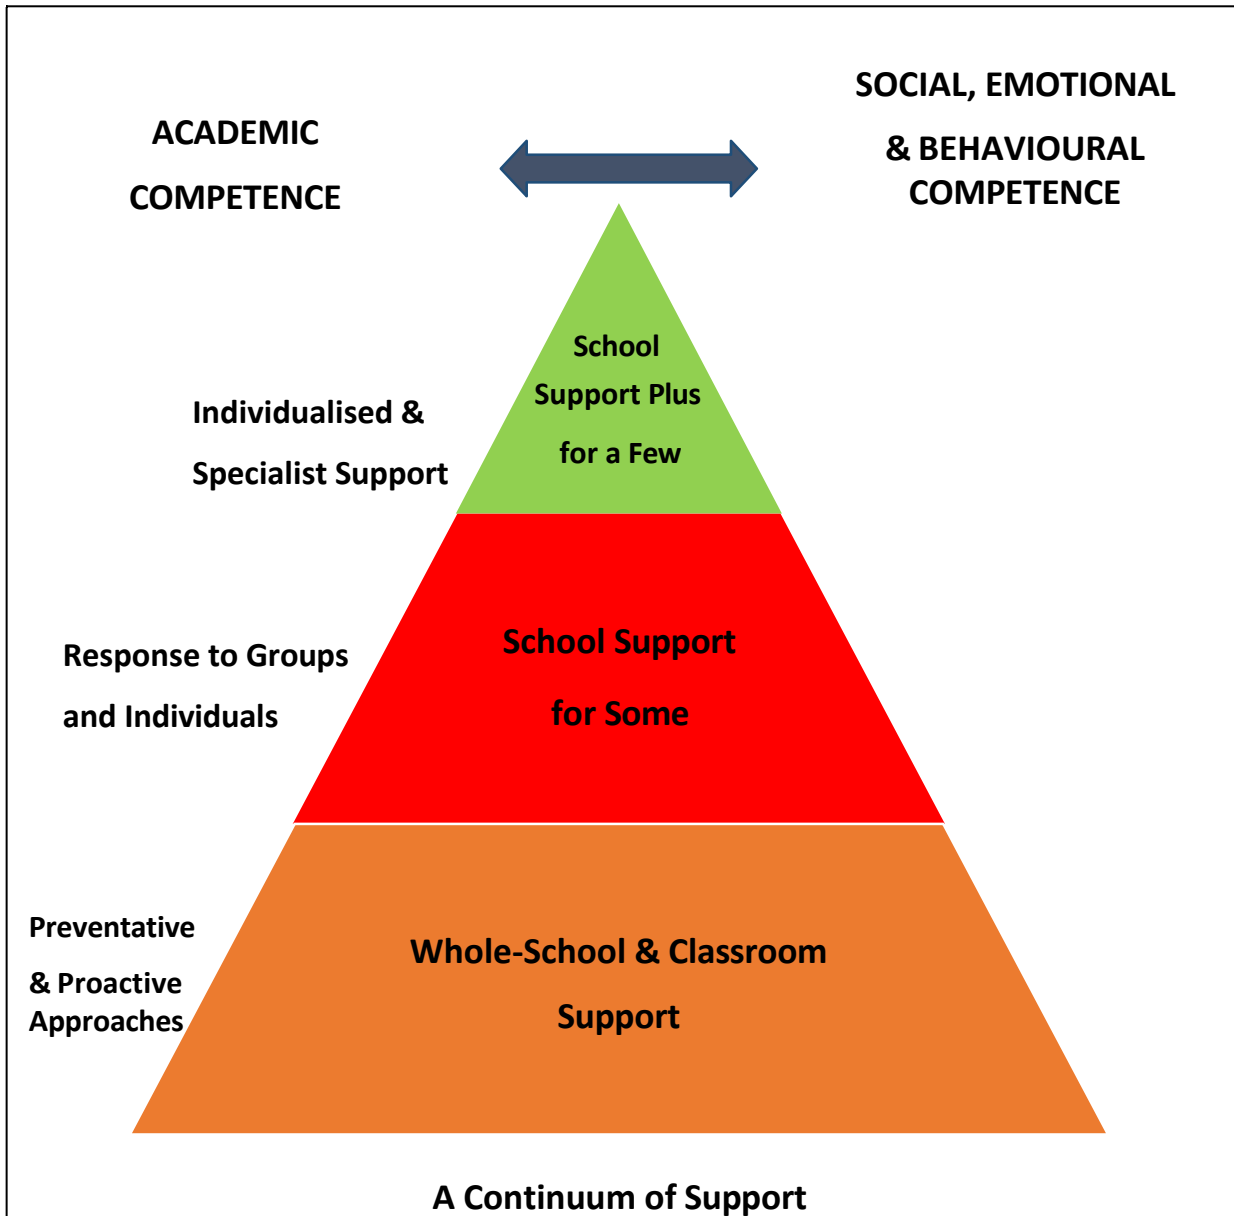 ACADEMIC
COMPETENCE
SOCIAL, EMOTIONAL
& BEHAVIOURAL
COMPETENCE
School
Support Plus
for a Few
Individualised &
Specialist Support
School Support
for Some
Response to Groups
and Individuals
Whole-School & Classroom
Support
Preventative
& Proactive
Approaches
A Continuum of Support